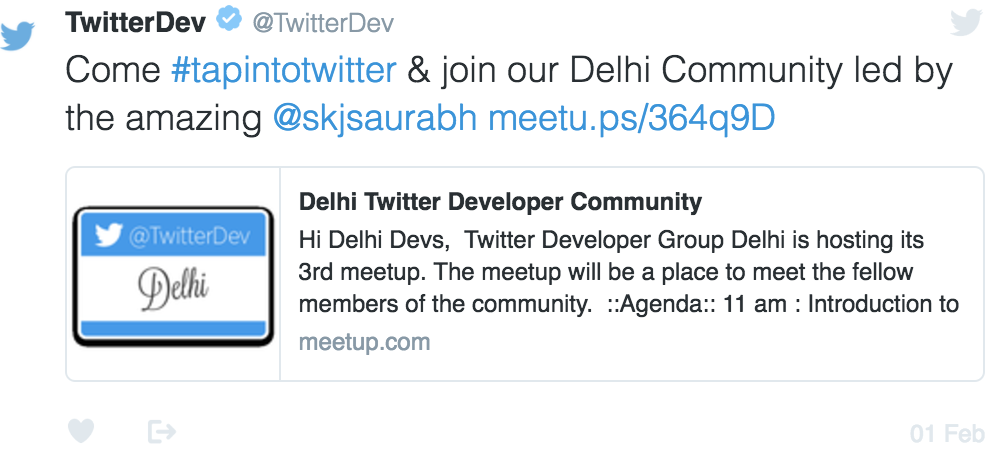 TwitterDev @TwitterDev
Come #tapintotwitter & join our Delhi Community led by
the amazing @skjsaurabh meetu.ps/364q9D
@TwitterDev
Delhi
Delhi Twitter Developer Community
Hi Delhi Devs,  Twitter Developer Group Delhi is hosting its
3rd meetup. The meetup will be a place to meet the fellow
members of the community.  ::Agenda:: 11 am : Introduction to
meetup.com
01 Feb